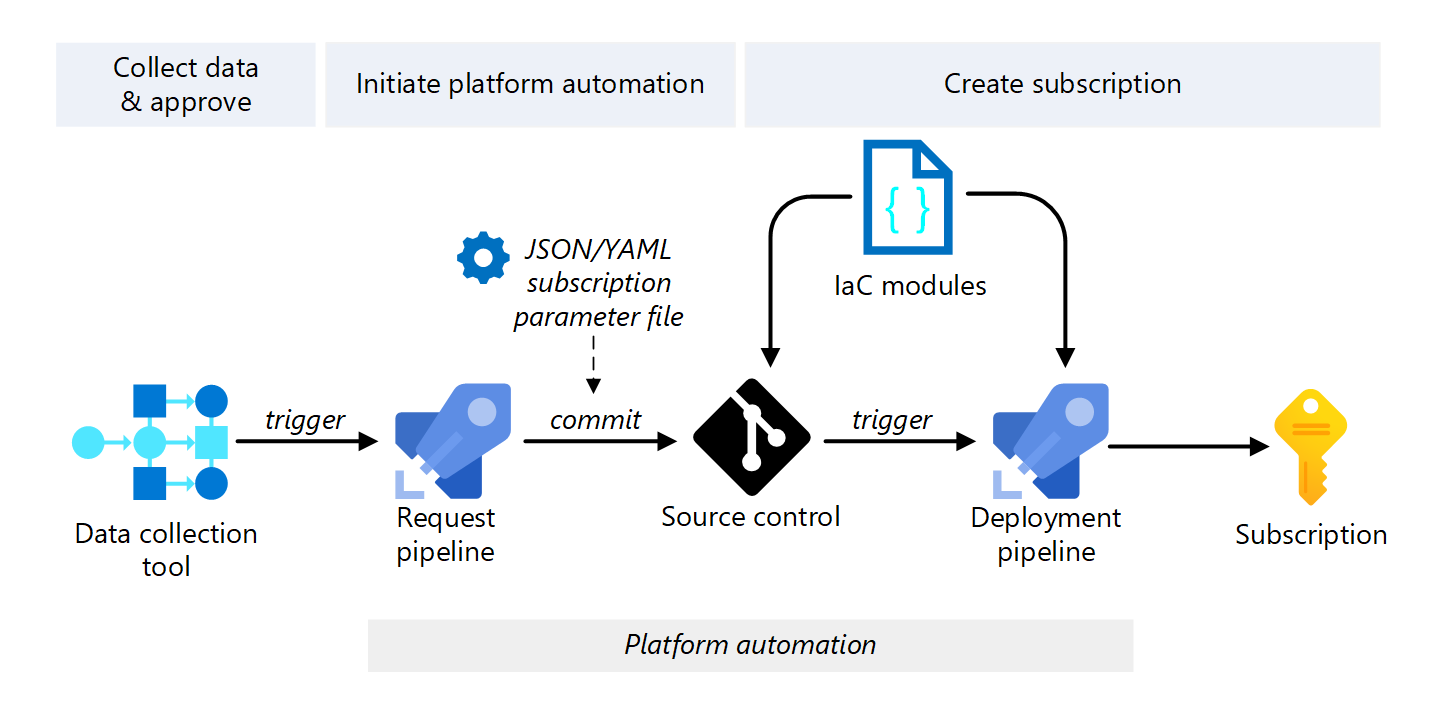 Collect data
& approve
Initiate platform automation
Create subscription
{ }
JSON/YAML
subscription
parameter file
IaC modules
trigger
commit
trigger
Data collection
tool
Request
pipeline
Source control
Deployment
pipeline
Subscription
Platform automation